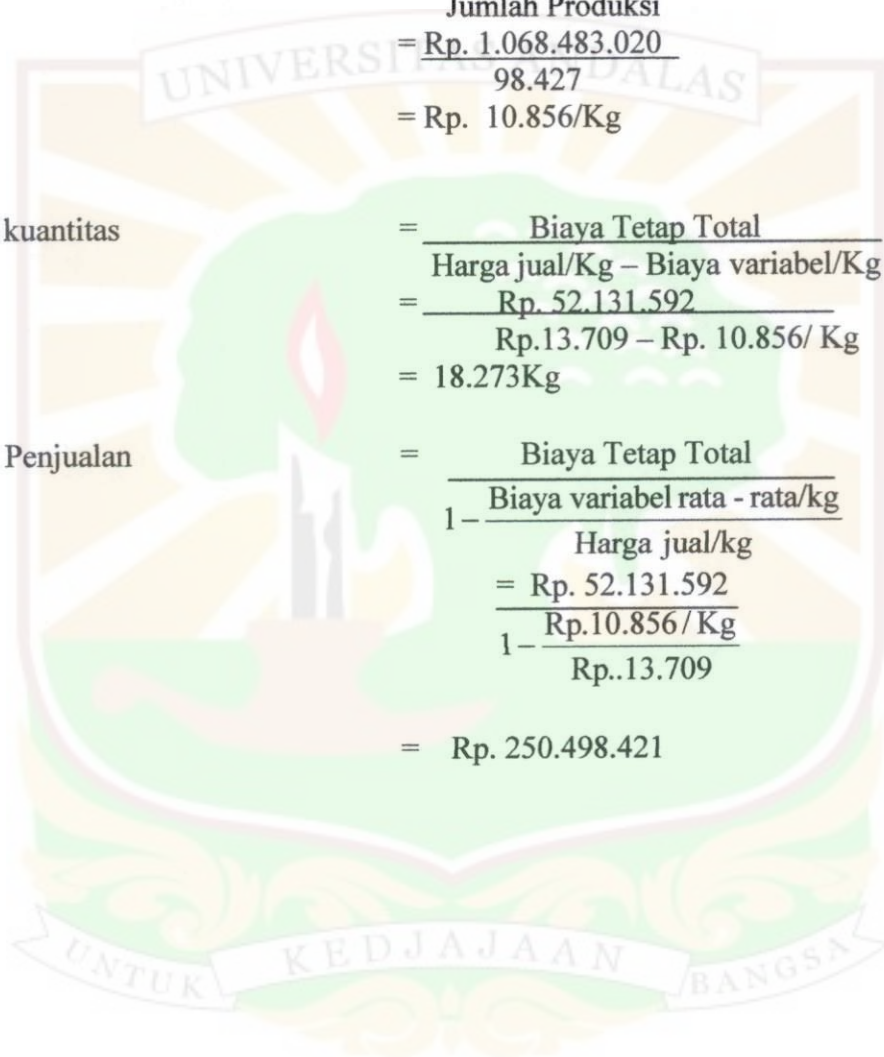 Jumlah Produksi
= Rp. 1.068.483.020
98.427
= Rp. 10.856/Kg
kuantitas = Biaya Tetap Total
Harga jual/Kg – Biaya variabel/Kg
= Rp. 52.131.592
Rp.13.709 – Rp. 10.856/ Kg
= 18.273Kg
Penjualan = Biaya Tetap Total
1 – Biaya variabel rata - rata/kg
Harga jual/kg
= Rp. 52.131.592
1 – Rp.10.856/Kg
Rp..13.709
= Rp. 250.498.421
UNIVERSITAS ANDALAS
UNTUK KEDJAJAAN BANGSA